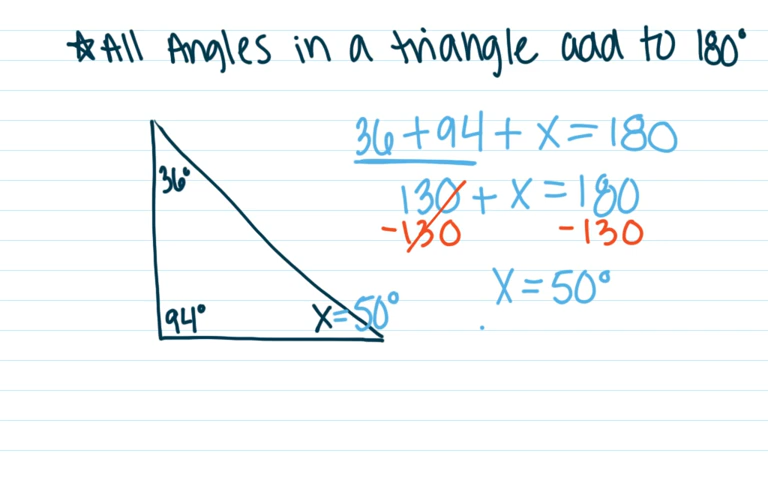 ☆All Angles in a triangle add to 180°
36+94+x=180
36°
130+x=180
-130 -130
x=50°
94° x=50°